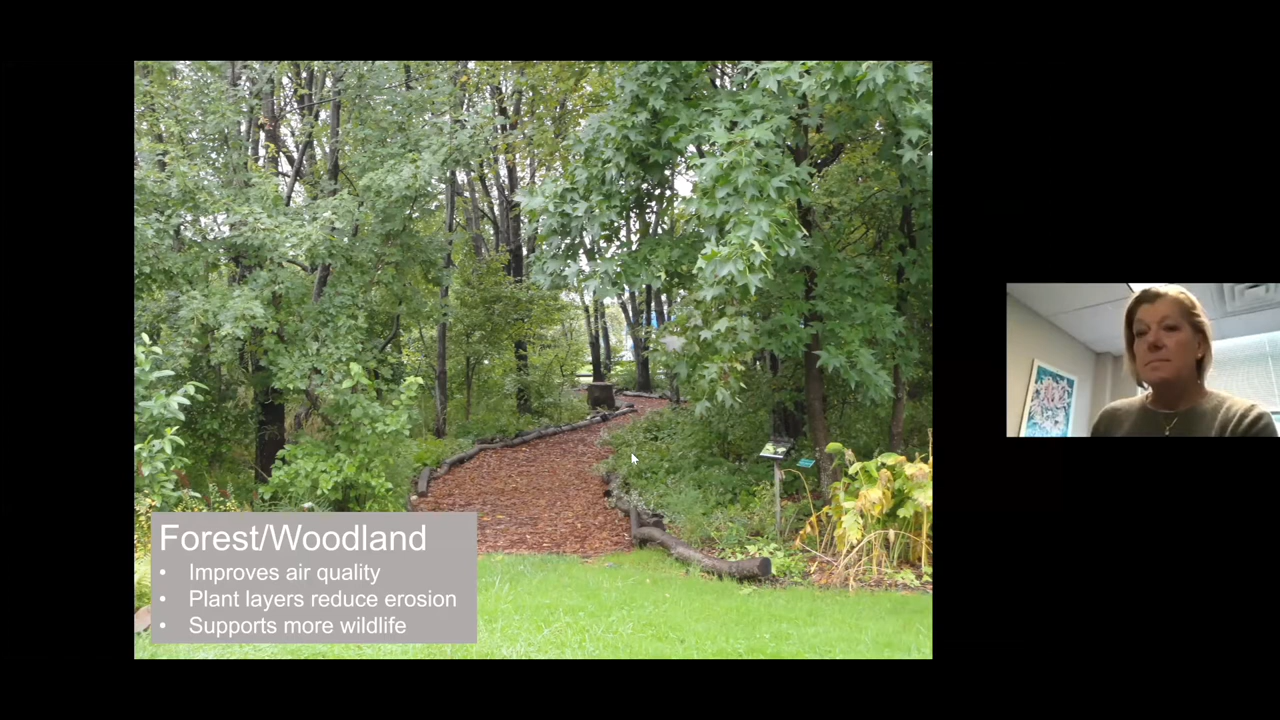 Forest/Woodland
• Improves air quality
• Plant layers reduce erosion
• Supports more wildlife